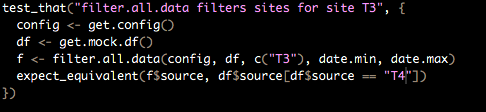 test_that("filter.all.data filters sites for site T3", {
  config <- get.config()
  df <- get.mock.df()
  f <- filter.all.data(config, df, c("T3"), date.min, date.max)
  expect_equivalent(f$source, df$source[df$source == "T4"])
})